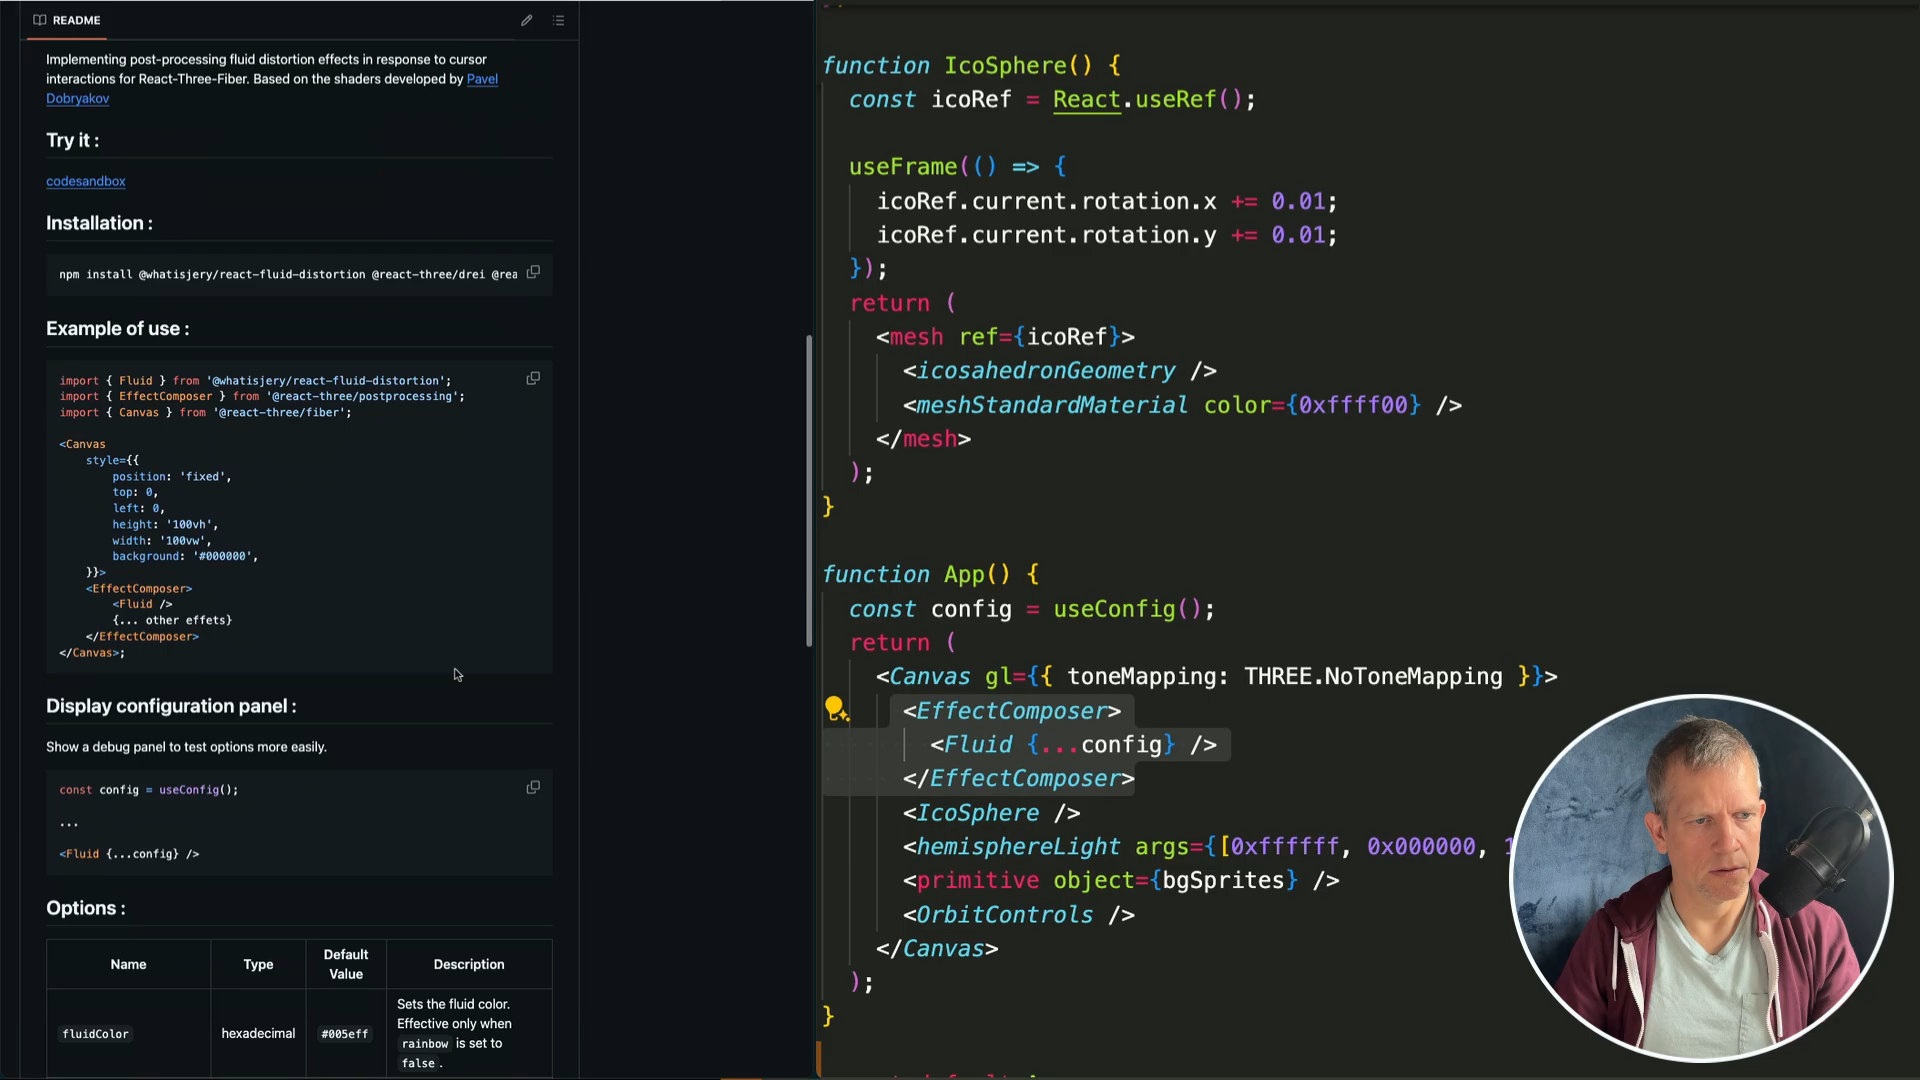 README
Implementing post-processing fluid distortion effects in response to cursor
interactions for React-Three-Fiber. Based on the shaders developed by Pavel
Dobryakov
Try it :
codesandbox
Installation :
npm install @whatisjery/react-fluid-distortion @react-three/drei @rea
Example of use :
import { Fluid } from '@whatisjery/react-fluid-distortion';
import { EffectComposer } from '@react-three/postprocessing';
import { Canvas } from '@react-three/fiber';
<Canvas
style={{
position: 'fixed',
top: 0,
left: 0,
height: '100vh',
width: '100vw',
background: '#000000',
}}>
<EffectComposer>
<Fluid />
{... other effets}
</EffectComposer>
</Canvas>;
Display configuration panel :
Show a debug panel to test options more easily.
const config = useConfig();
...
<Fluid {...config} />
Options :
Name Type Default Value Description
fluidColor hexadecimal #005eff Sets the fluid color.
Effective only when
rainbow is set to
false .
function IcoSphere() {
const icoRef = React.useRef();
useFrame(() => {
icoRef.current.rotation.x += 0.01;
icoRef.current.rotation.y += 0.01;
});
return (
<mesh ref={icoRef}>
<icosahedronGeometry />
<meshStandardMaterial color={0xffff00} />
</mesh>
);
}
function App() {
const config = useConfig();
return (
<Canvas gl={{ toneMapping: THREE.NoToneMapping }}>
<EffectComposer>
<Fluid {...config} />
</EffectComposer>
<IcoSphere />
<hemisphereLight args={[0xffffff, 0x000000, 1
<primitive object={bgSprites} />
<OrbitControls />
</Canvas>
);
}